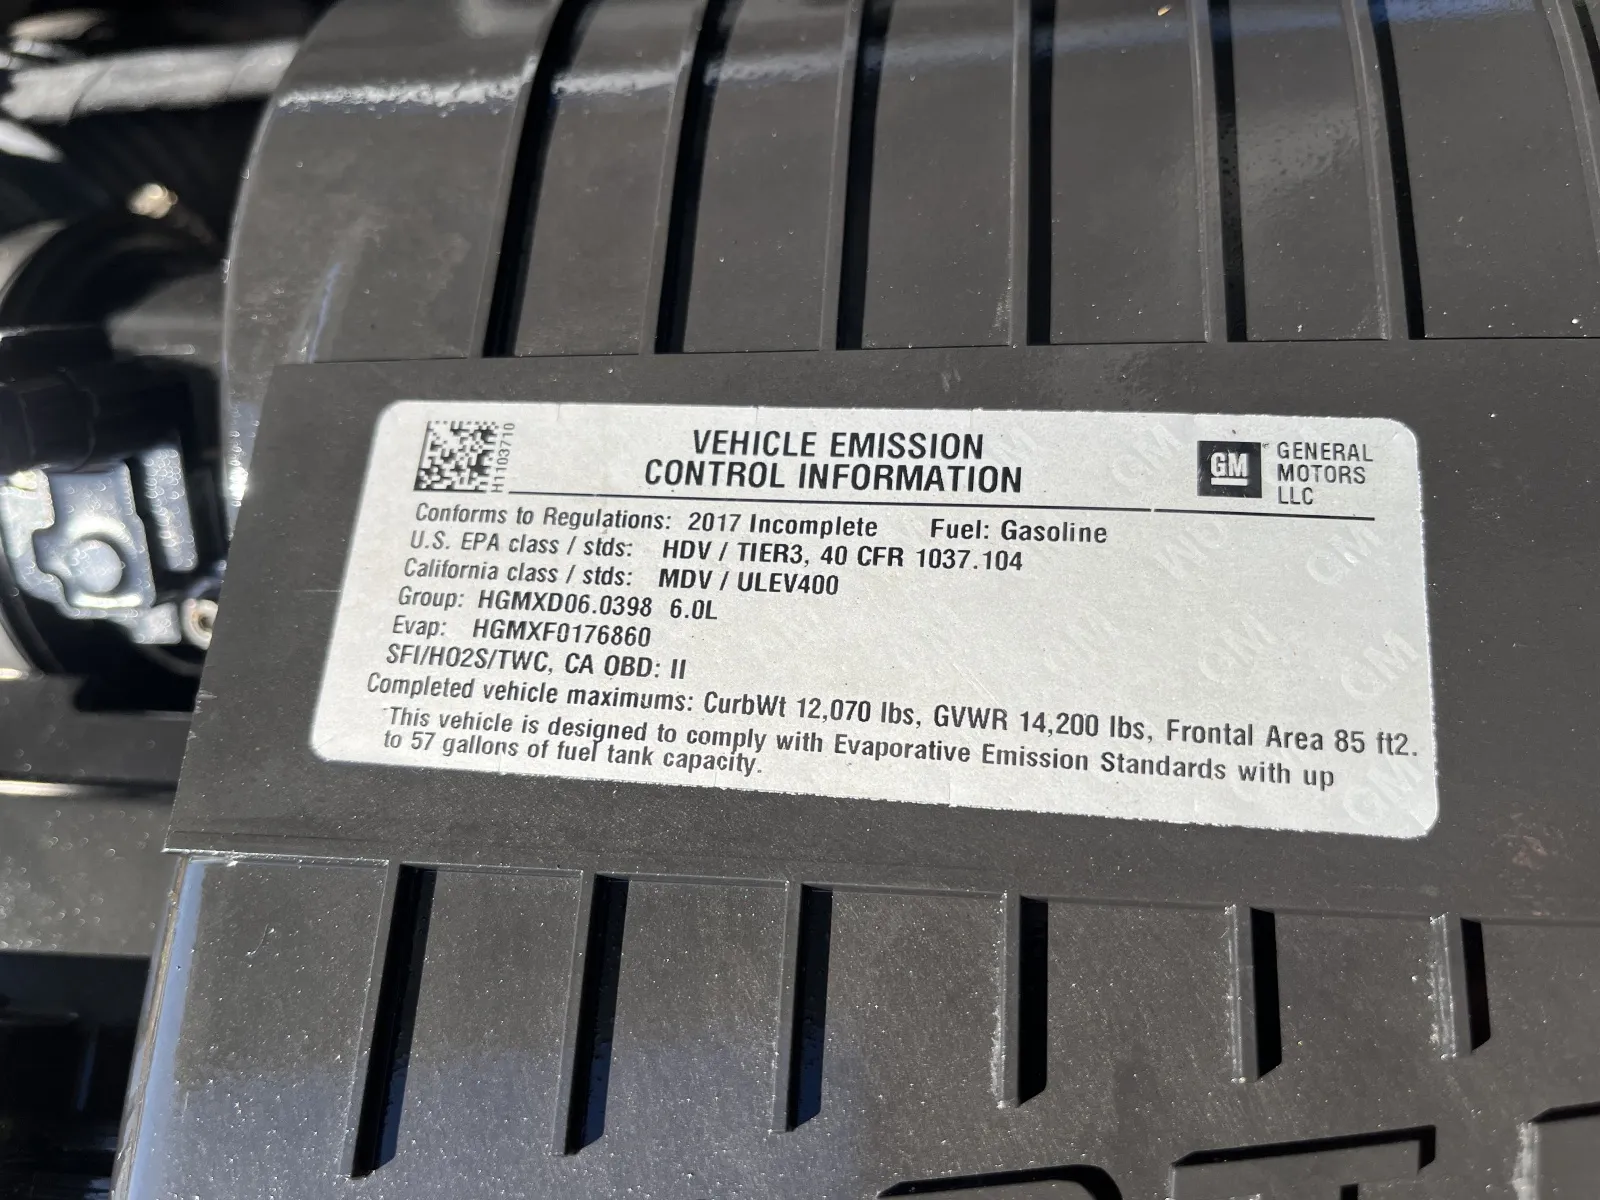 H1103710
VEHICLE EMISSION
CONTROL INFORMATION
GM
GENERAL
MOTORS
LLC
Conforms to Regulations: 2017 Incomplete Fuel: Gasoline
U.S. EPA class / stds: HDV / TIER3, 40 CFR 1037.104
California class / stds: MDV / ULEV400
Group: HGMXD06.0398 6.0L
Evap: HGMXF0176860
SFI/HO2S/TWC, CA OBD: II
Completed vehicle maximums: CurbWt 12,070 lbs, GVWR 14,200 lbs, Frontal Area 85 ft2.
This vehicle is designed to comply with Evaporative Emission Standards with up
to 57 gallons of fuel tank capacity.